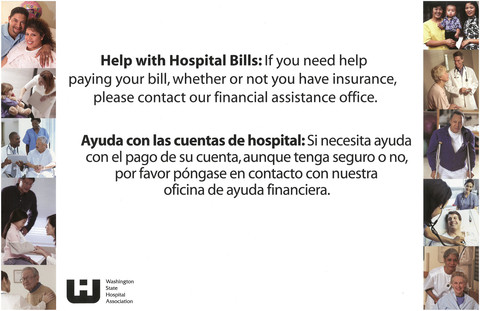 Help with Hospital Bills: If you need help
paying your bill, whether or not you have insurance,
please contact our financial assistance office.
Ayuda con las cuentas de hospital: Si necesita ayuda
con el pago de su cuenta, aunque tenga seguro o no,
por favor póngase en contacto con nuestra
oficina de ayuda financiera.
Washington
State
Hospital
Association